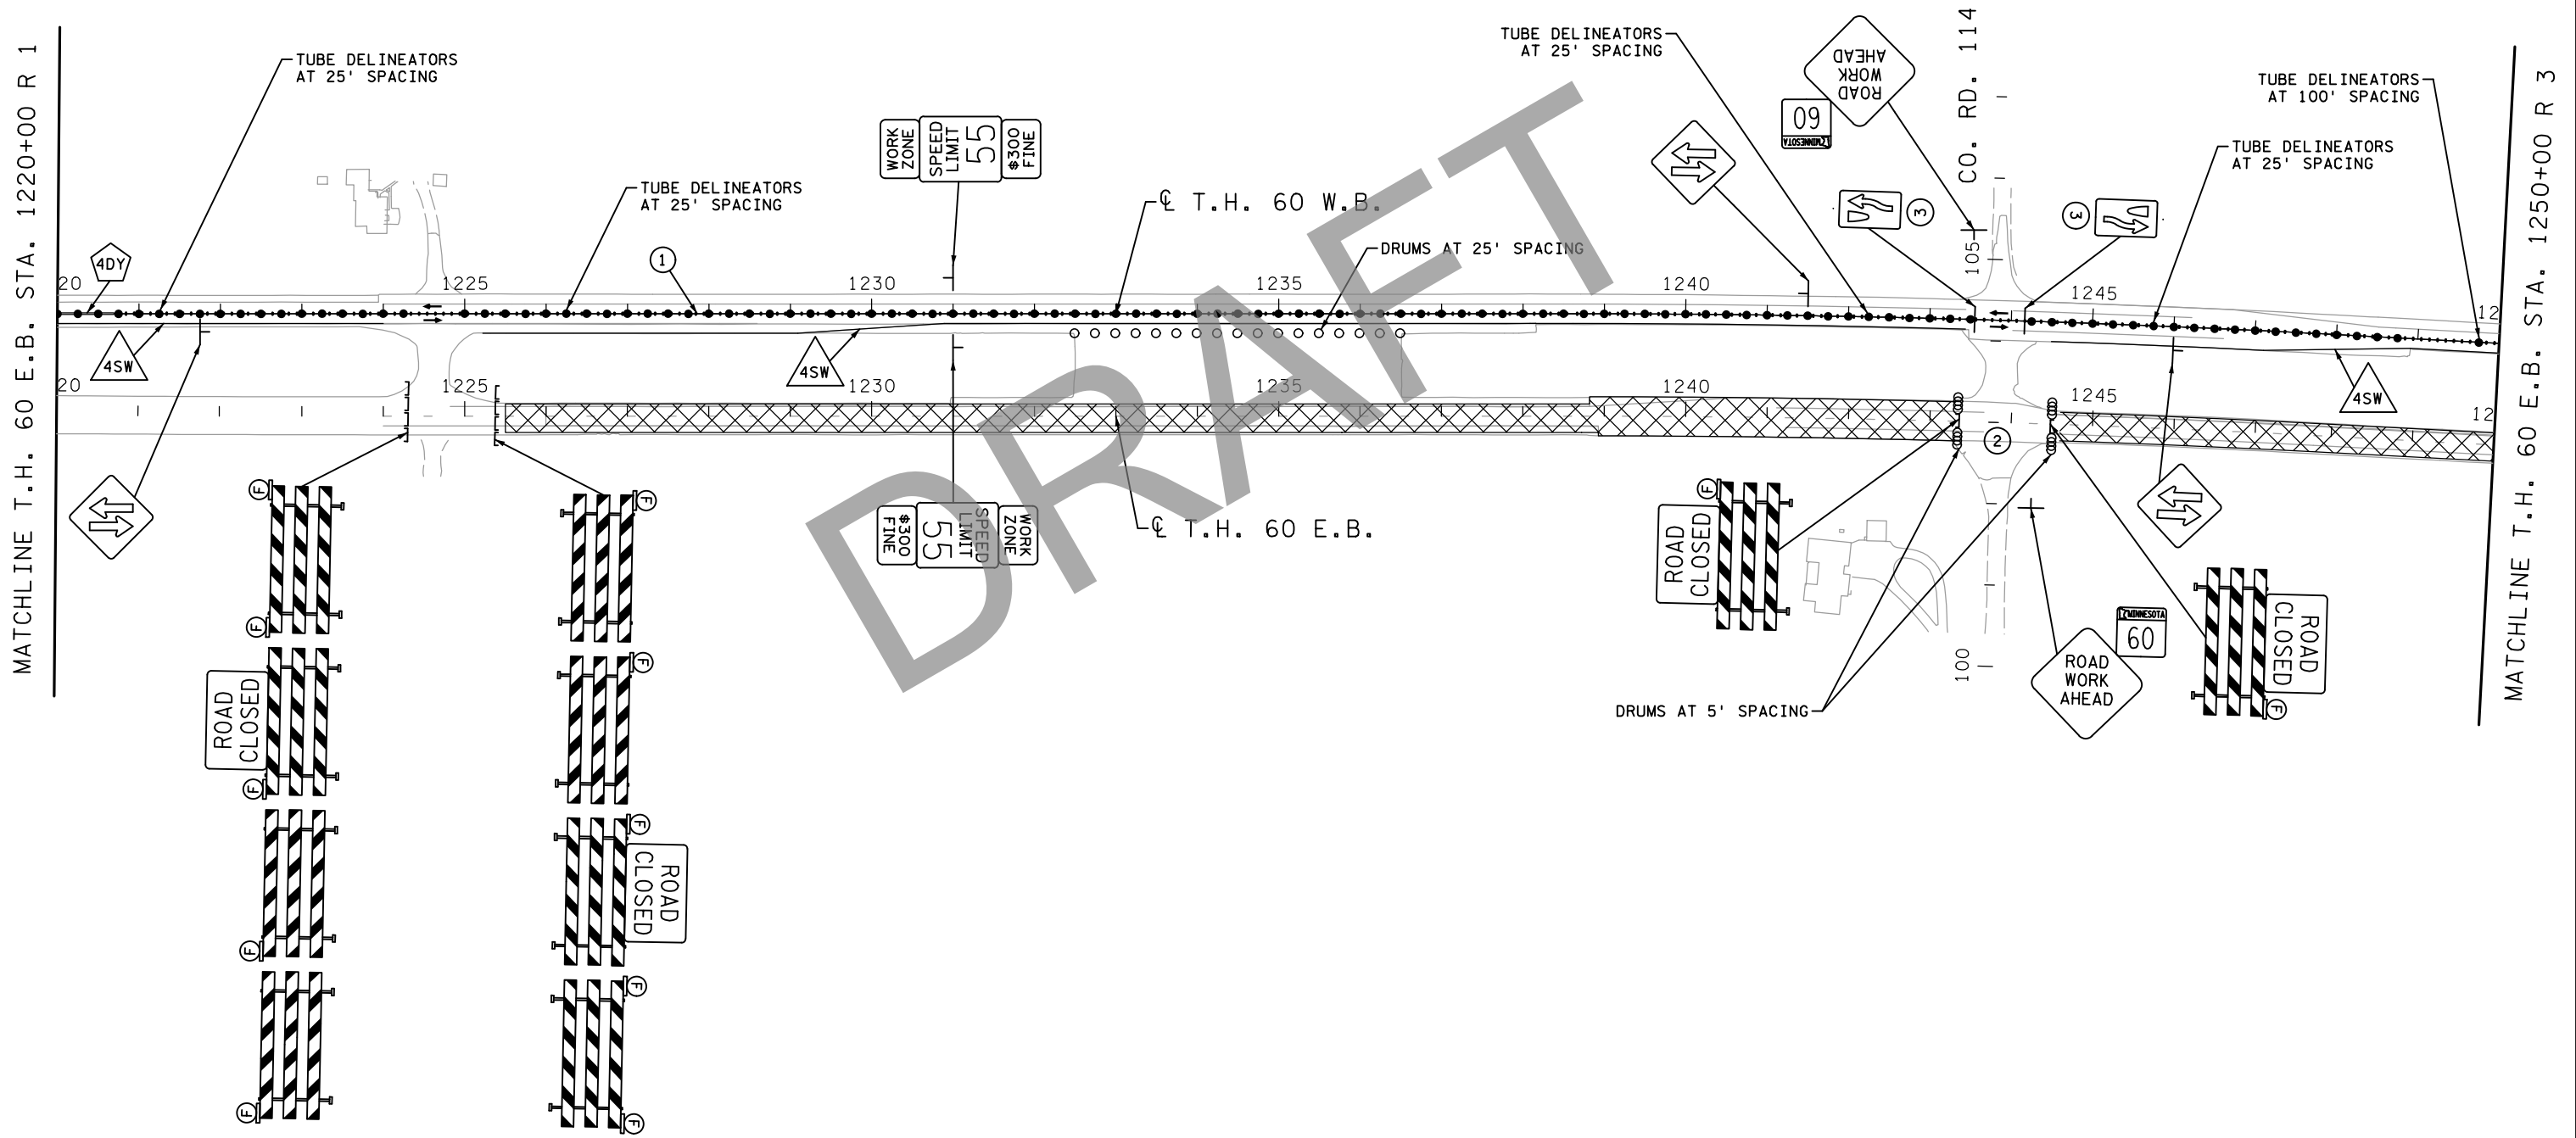 MATCHLINE T.H. 60 E.B. STA. 1220+00 R 1
TUBE DELINEATORS
AT 25' SPACING
TUBE DELINEATORS
AT 25' SPACING
WORK
ZONE
SPEED
LIMIT
55
$300
FINE
℄ T.H. 60 W.B.
DRUMS AT 25' SPACING
TUBE DELINEATORS
AT 25' SPACING
ROAD
WORK
AHEAD
MINNESOTA
60
CO. RD. 114
3
3
TUBE DELINEATORS
AT 100' SPACING
TUBE DELINEATORS
AT 25' SPACING
MATCHLINE T.H. 60 E.B. STA. 1250+00 R 3
4DY
1
20
1225
1230
1235
1240
105
1245
12
4SW
4SW
4SW
20
1225
1230
1235
1240
1245
12
2
WORK
ZONE
SPEED
LIMIT
55
$300
FINE
℄ T.H. 60 E.B.
DRAFT
F
F
F
F
F
F
ROAD
CLOSED
F
F
F
F
F
ROAD
CLOSED
F
ROAD
CLOSED
DRUMS AT 5' SPACING
100
MINNESOTA
60
ROAD
WORK
AHEAD
ROAD
CLOSED
F